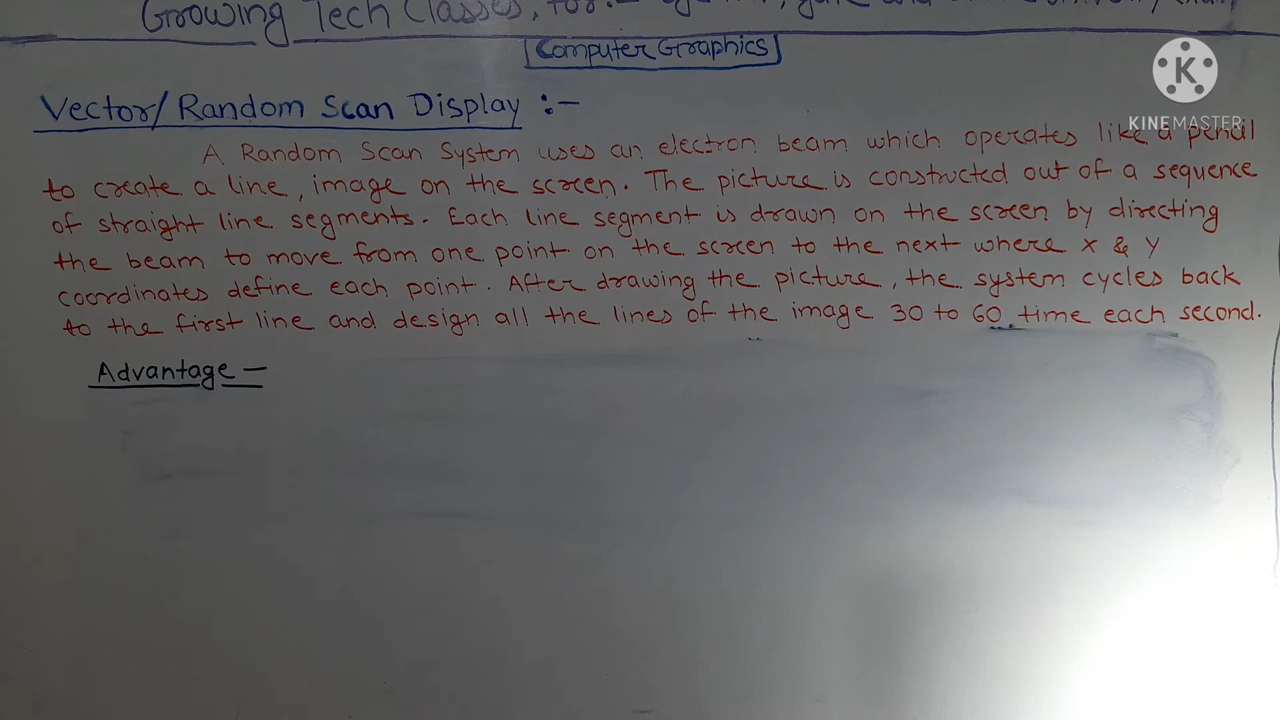 Growing Tech Classes, for:-
Computer Graphics
KINEMASTER
Vector/Random Scan Display :-
A Random Scan System uses an electron beam which operates like a pencil
to create a line, image on the screen. The picture is constructed out of a sequence
of straight line segments. Each line segment is drawn on the screen by directing
the beam to move from one point on the screen to the next where x & y
coordinates define each point. After drawing the picture, the system cycles back
to the first line and design all the lines of the image 30 to 60 time each second.
Advantage -